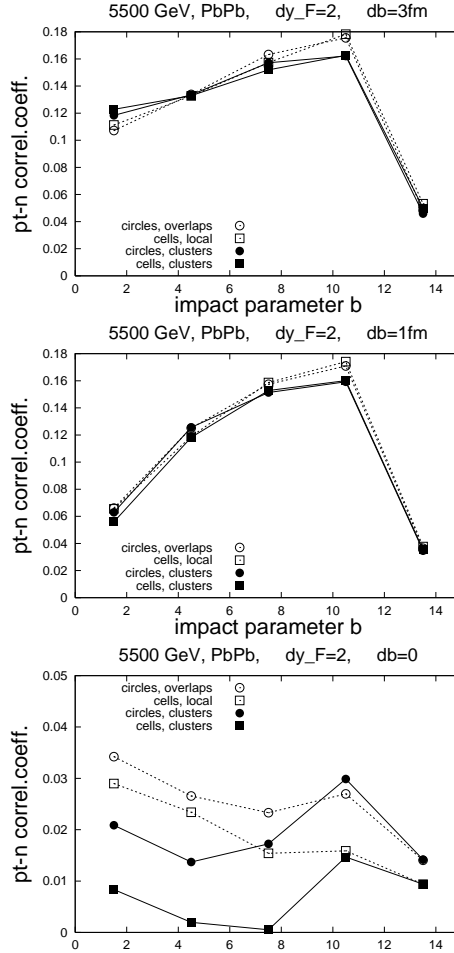 5500 GeV, PbPb, dy_F=2, db=3fm
0.18
0.16
0.14
0.12
0.1
0.08
0.06
0.04
0.02
0
pt-n correl.coeff.
circles, overlaps
cells, local
circles, clusters
cells, clusters
0 2 4 6 8 10 12 14
impact parameter b
5500 GeV, PbPb, dy_F=2, db=1fm
0.18
0.16
0.14
0.12
0.1
0.08
0.06
0.04
0.02
0
pt-n correl.coeff.
circles, overlaps
cells, local
circles, clusters
cells, clusters
0 2 4 6 8 10 12 14
impact parameter b
5500 GeV, PbPb, dy_F=2, db=0
0.05
0.04
0.03
0.02
0.01
0
pt-n correl.coeff.
circles, overlaps
cells, local
circles, clusters
cells, clusters
0 2 4 6 8 10 12 14